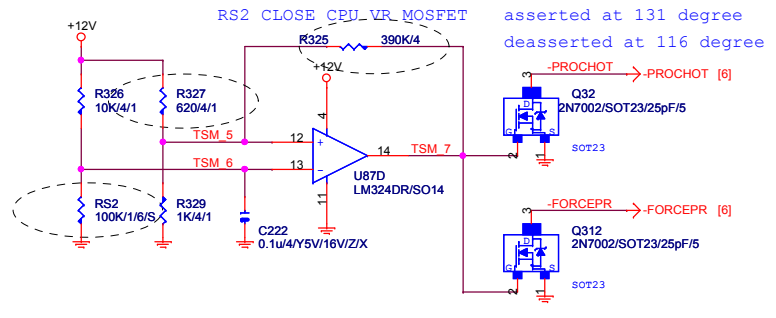 RS2 CLOSE CPU VR MOSFET
asserted at 131 degree
deasserted at 116 degree
+12V
R325
390K/4
+12V
-PROCHOT
-PROCHOT [6]
3
R326
10K/4/1
R327
620/4/1
Q32
2N7002/SOT23/25pF/5
D
G
S
SOT23
2
1
TSM_5
12
+
4
TSM_6
13
-
14
TSM_7
11
U87D
LM324DR/SO14
RS2
100K/1/6/S
R329
1K/4/1
C222
0.1u/4/Y5V/16V/Z/X
-FORCEPR
-FORCEPR [6]
3
Q312
2N7002/SOT23/25pF/5
D
G
S
SOT23
2
1